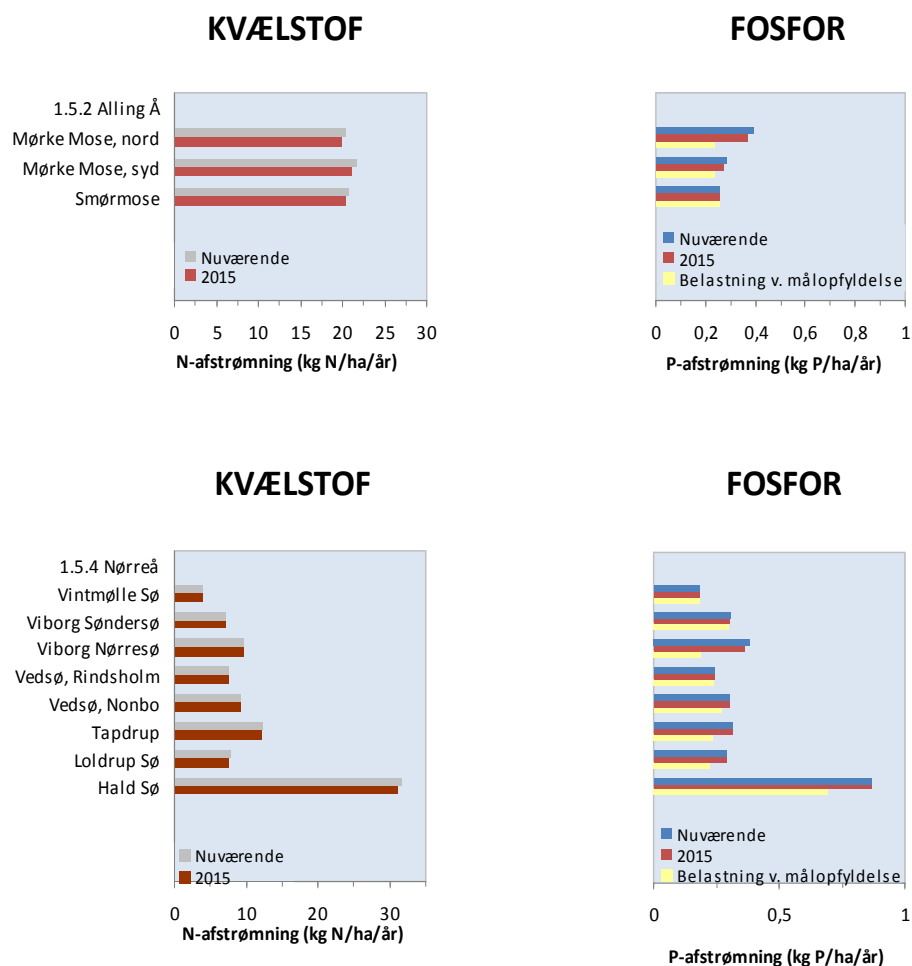 KVÆLSTOF
1.5.2 Alling Å
Mørke Mose, nord
Mørke Mose, syd
Smørmose
Nuværende
2015
0 5 10 15 20 25 30
N-afstrømning (kg N/ha/år)
FOSFOR
Nuværende
2015
Belastning v. målopfyldelse
0 0,2 0,4 0,6 0,8 1
P-afstrømning (kg P/ha/år)
KVÆLSTOF
1.5.4 Nørreå
Vintmølle Sø
Viborg Søndersø
Viborg Nørresø
Vedsø, Rindsholm
Vedsø, Nonbo
Tapdrup
Loldrup Sø
Hald Sø
Nuværende
2015
0 10 20 30
N-afstrømning (kg N/ha/år)
FOSFOR
Nuværende
2015
Belastning v. målopfyldelse
0 0,5 1
P-afstrømning (kg P/ha/år)